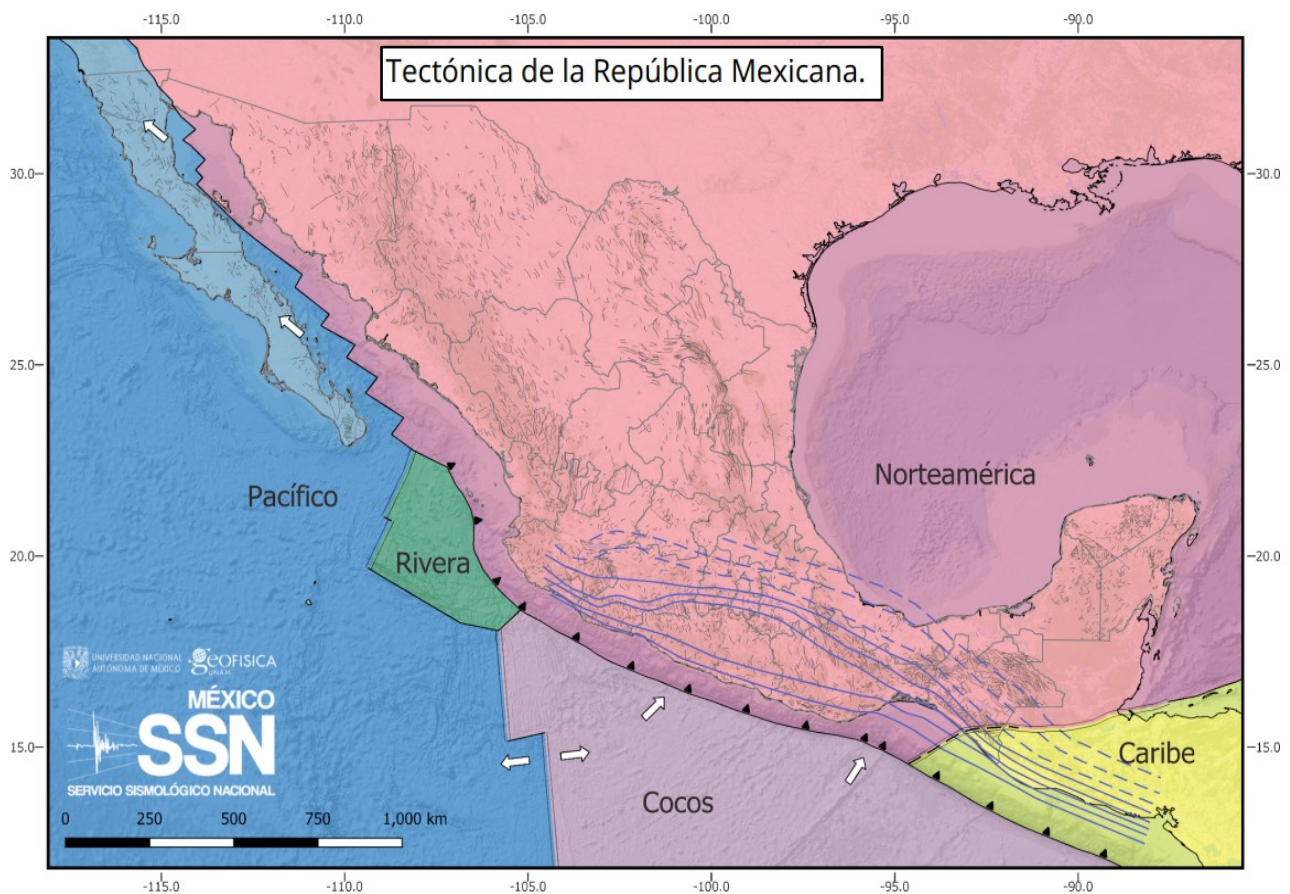 -115.0 -110.0 -105.0 -100.0 -95.0 -90.0
Tectónica de la República Mexicana.
30.0 30.0
25.0 25.0
Norteamérica
Pacífico
20.0 20.0
Rivera
UNIVERSIDAD NACIONAL
AUTÓNOMA DE MÉXICO
GEOFISICA
UNAM
MÉXICO
SSN
SERVICIO SISMOLÓGICO NACIONAL
15.0 15.0
Caribe
Cocos
0 250 500 750 1,000 km
-115.0 -110.0 -105.0 -100.0 -95.0 -90.0